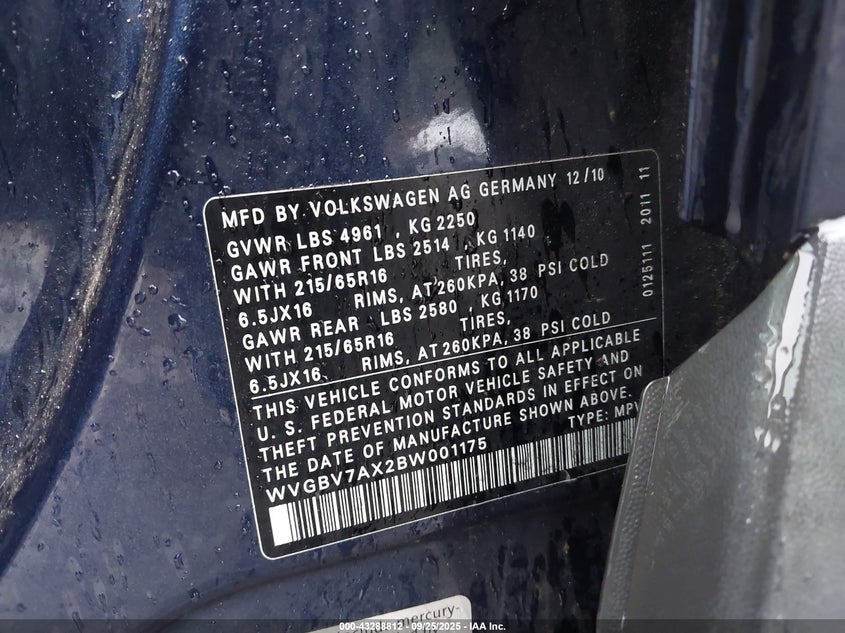 MFD BY VOLKSWAGEN AG GERMANY 12/10
GVWR LBS 4961 , KG 2250
GAWR FRONT LBS 2514 , KG 1140
WITH 215/65R16 TIRES,
6.5JX16 RIMS, AT 260KPA, 38 PSI COLD
GAWR REAR LBS 2580 , KG 1170
WITH 215/65R16 TIRES,
6.5JX16 RIMS, AT 260KPA, 38 PSI COLD
THIS VEHICLE CONFORMS TO ALL APPLICABLE
U. S. FEDERAL MOTOR VEHICLE SAFETY AND
THEFT PREVENTION STANDARDS IN EFFECT ON
THE DATE OF MANUFACTURE SHOWN ABOVE.
WVGBV7AX2BW001175 TYPE: MPV
0125111 2011 11
mercury-
000-43288812 - 09/25/2025 - IAA Inc.